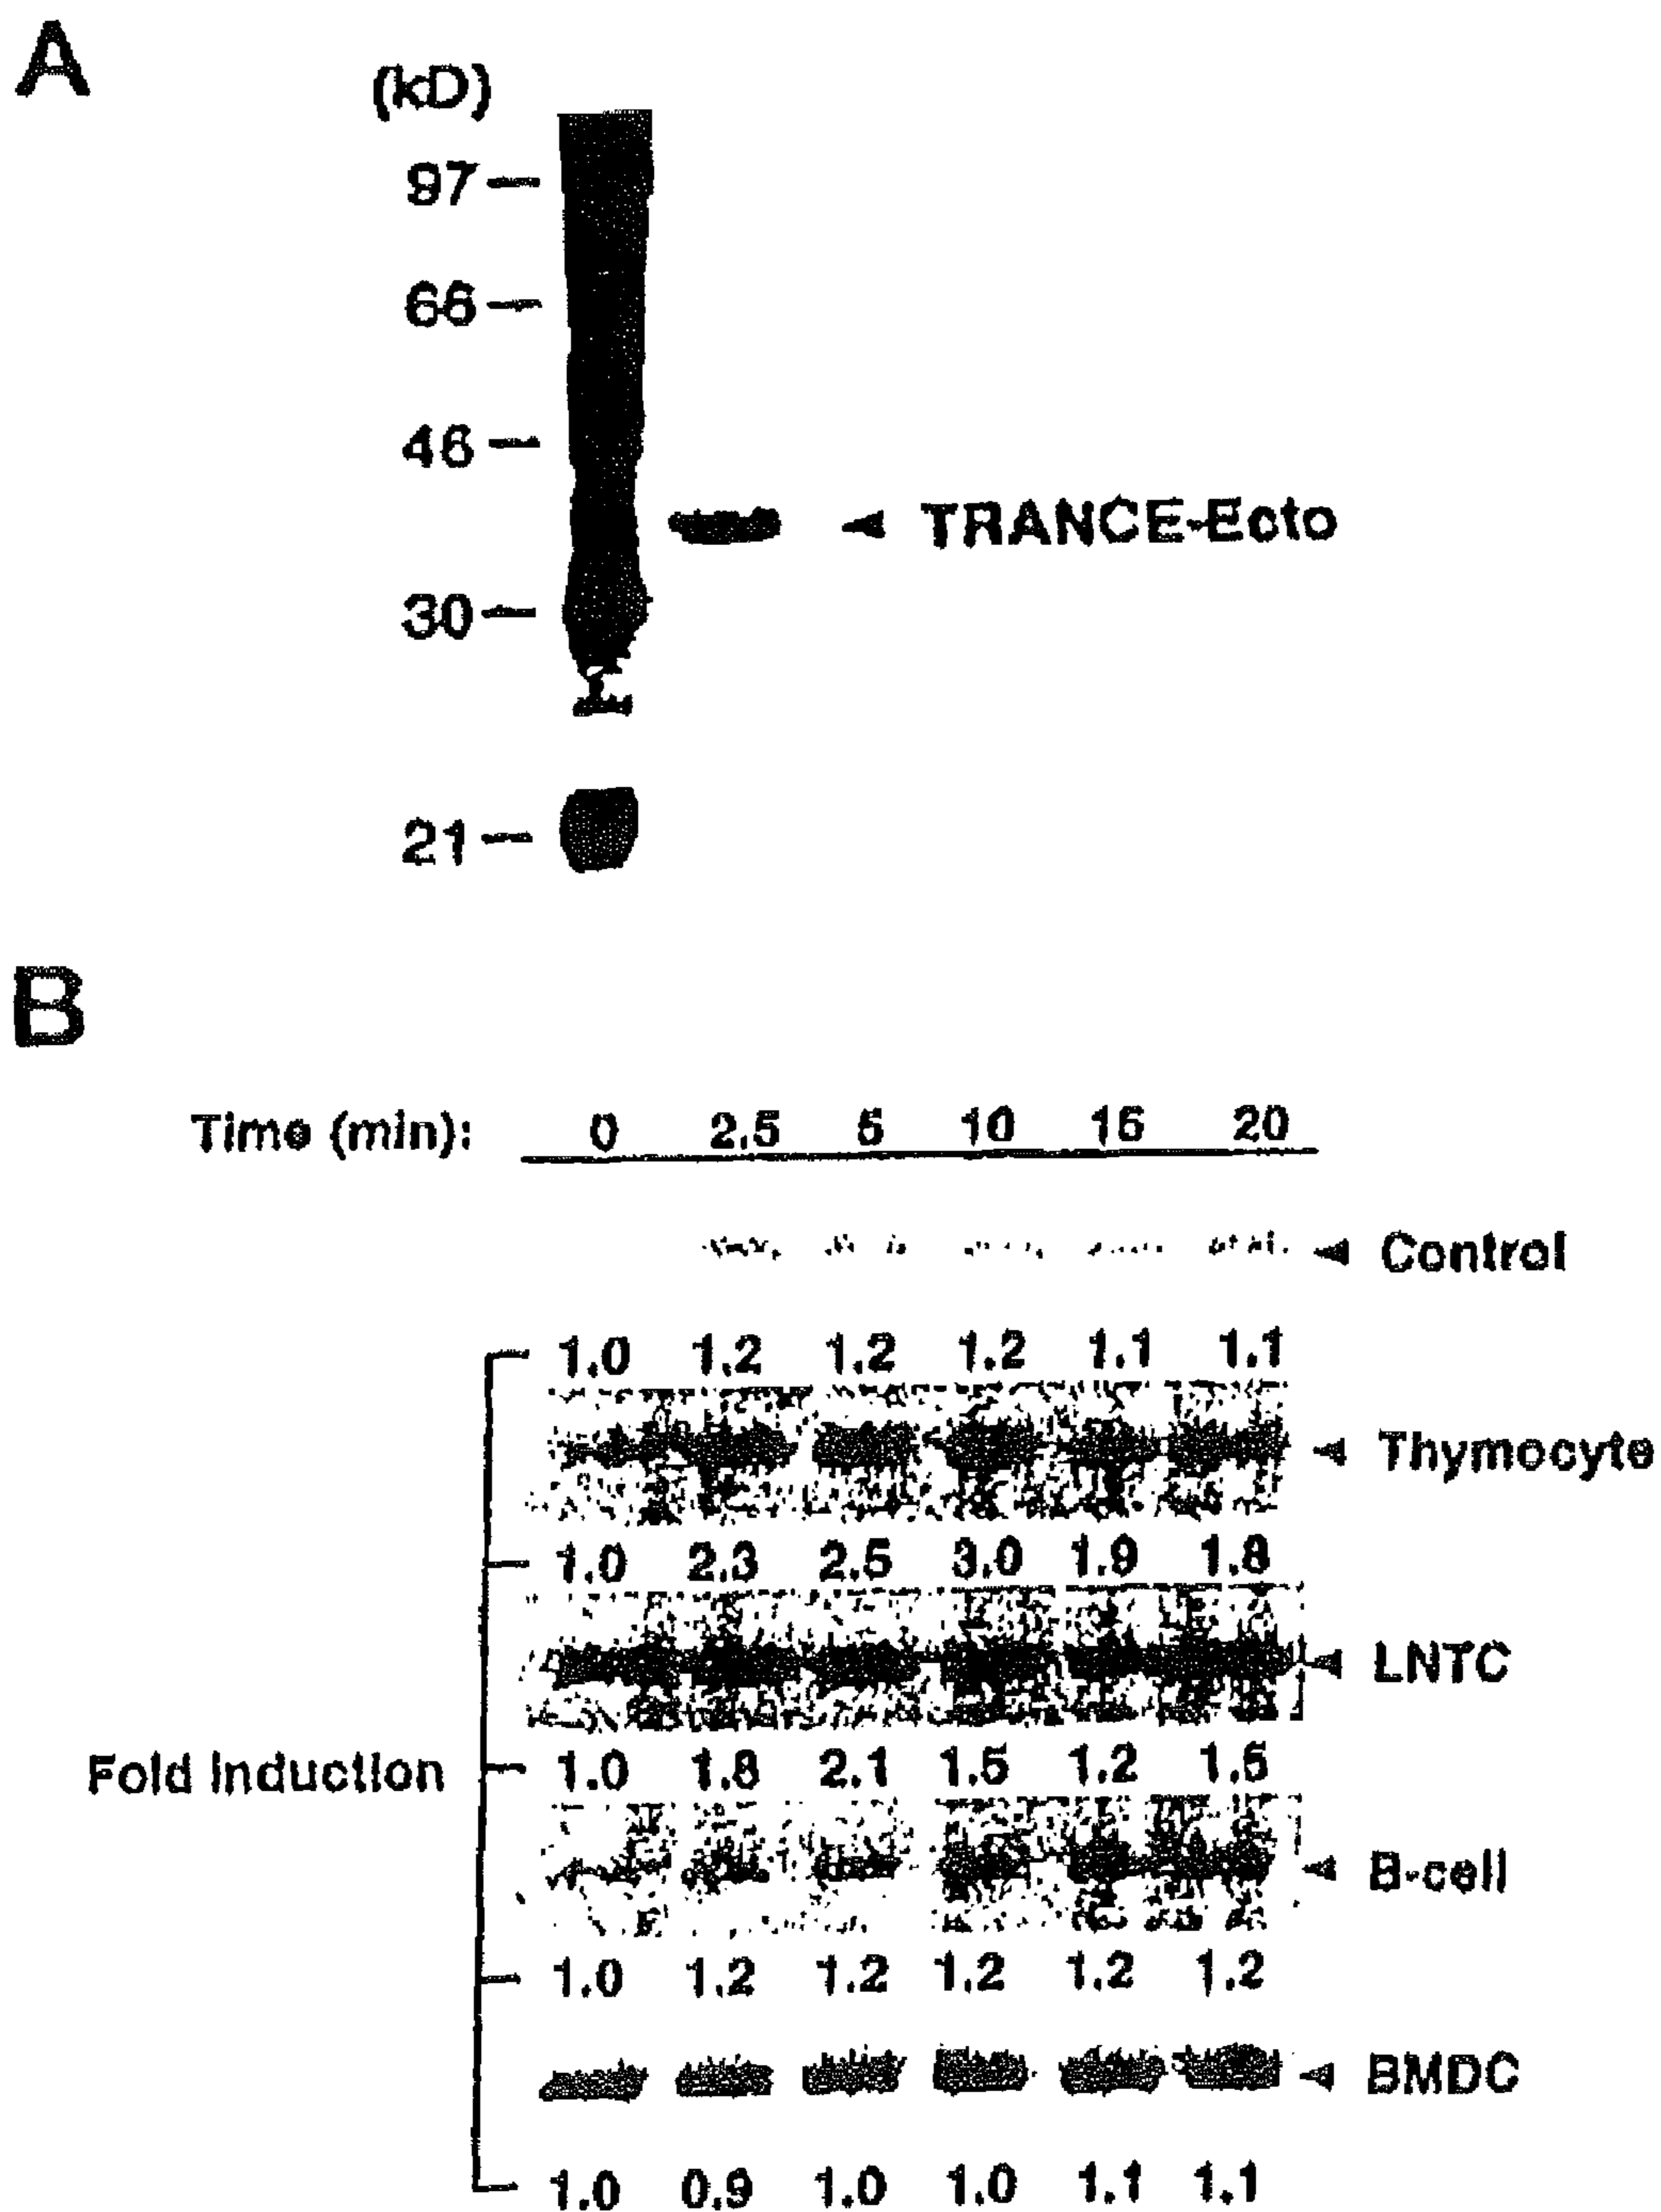 A
(kD)
97
66
46
TRANCE-Ecto
30
21
B
Time (min): 0 2.5 5 10 15 20
Control
1.0 1.2 1.2 1.2 1.1 1.1
Thymocyte
1.0 2.3 2.5 3.0 1.9 1.8
LNTC
Fold Induction 1.0 1.8 2.1 1.5 1.2 1.5
B-cell
1.0 1.2 1.2 1.2 1.2 1.2
BMDC
1.0 0.9 1.0 1.0 1.1 1.1